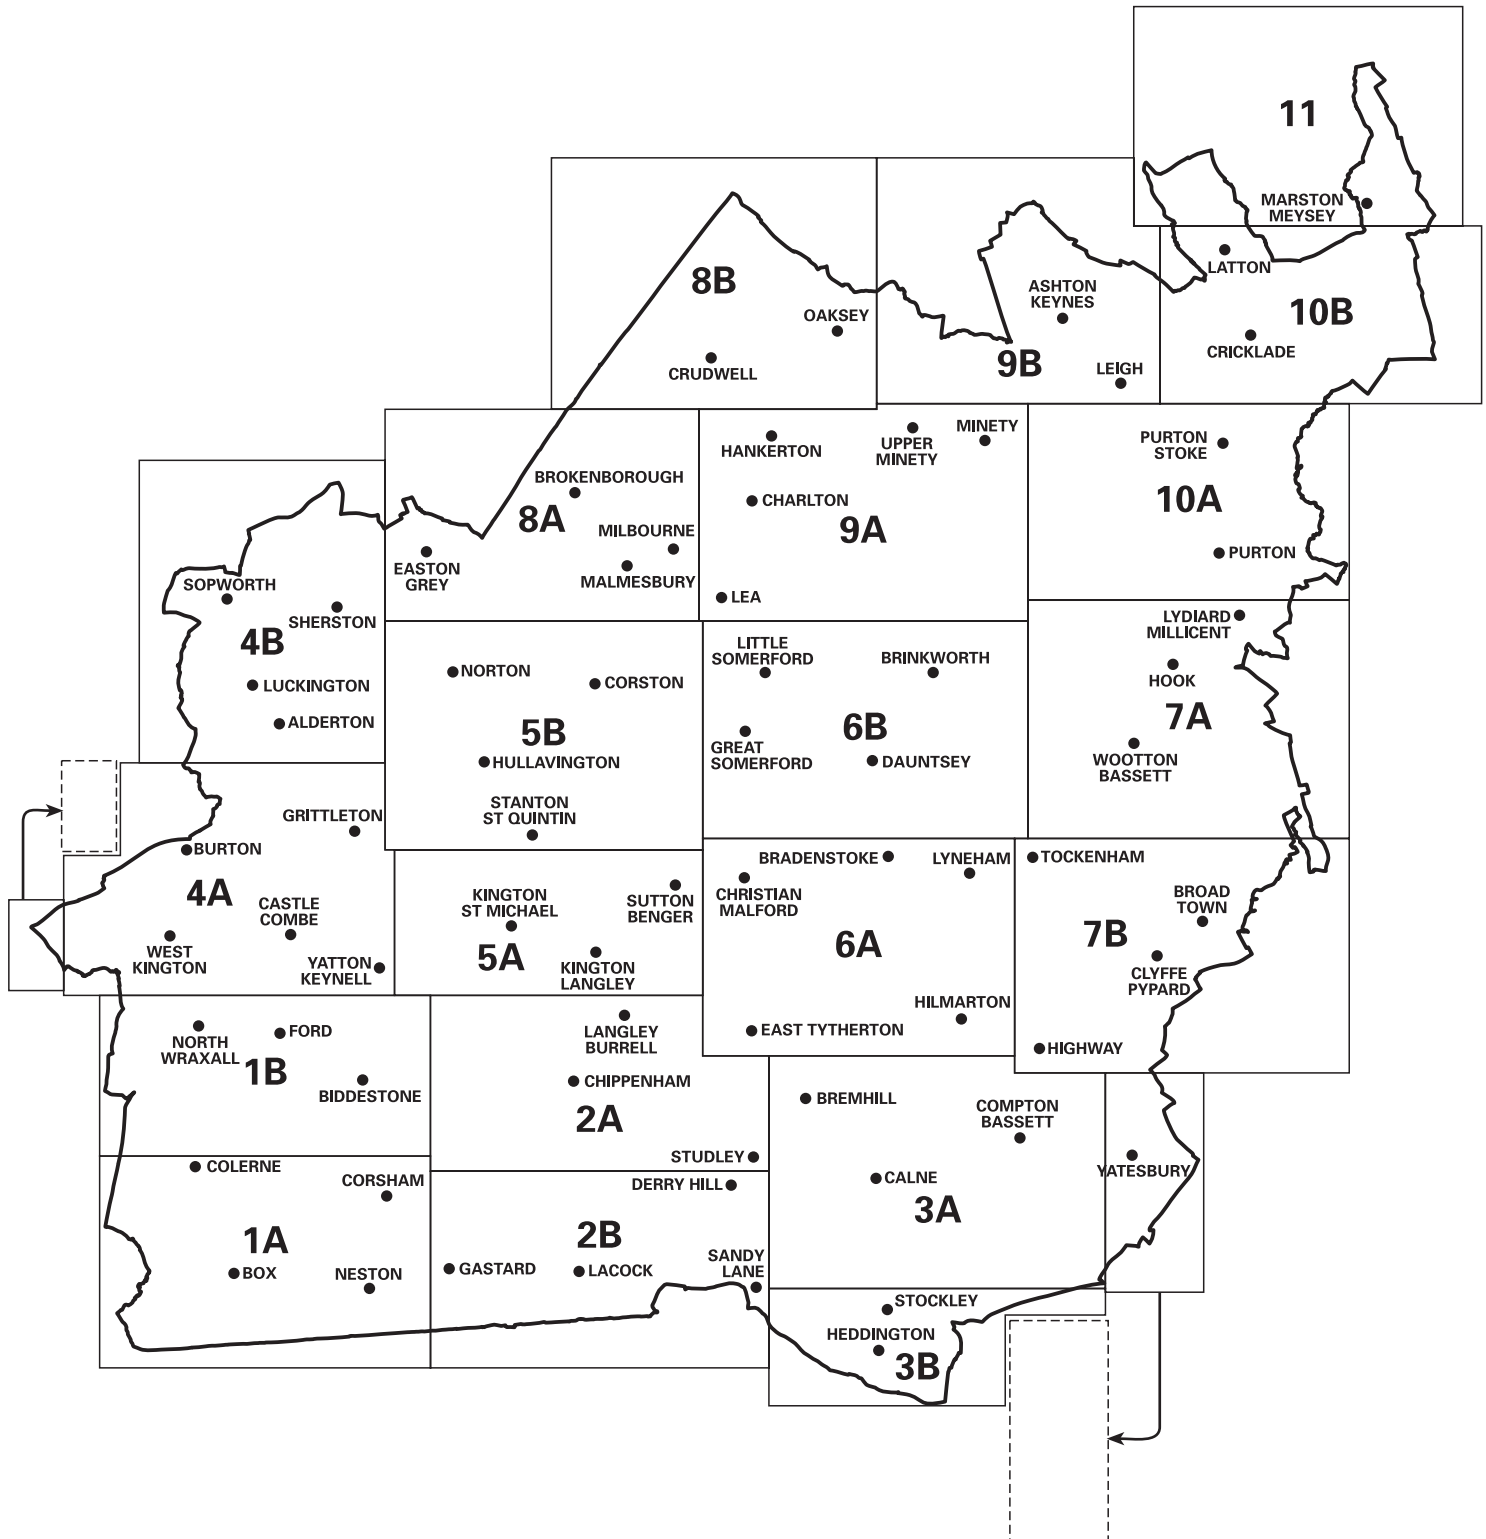 11
MARSTON
MEYSEY
8B
OAKSEY
CRUDWELL
ASHTON
KEYNES
9B
LEIGH
LATTON
10B
CRICKLADE
BROKENBOROUGH
8A
MILBOURNE
EASTON
GREY
MALMESBURY
HANKERTON
UPPER
MINETY
MINETY
CHARLTON
9A
LEA
PURTON
STOKE
10A
PURTON
SOPWORTH
SHERSTON
4B
LUCKINGTON
ALDERTON
NORTON
CORSTON
5B
HULLAVINGTON
STANTON
ST QUINTIN
LITTLE
SOMERFORD
BRINKWORTH
6B
GREAT
SOMERFORD
DAUNTSEY
LYDIARD
MILLICENT
HOOK
7A
WOOTTON
BASSETT
GRITTLETON
BURTON
4A
CASTLE
COMBE
WEST
KINGTON
YATTON
KEYNELL
KINGTON
ST MICHAEL
SUTTON
BENGER
5A
KINGTON
LANGLEY
BRADENSTOKE
LYNEHAM
CHRISTIAN
MALFORD
6A
HILMARTON
EAST TYTHERTON
TOCKENHAM
BROAD
TOWN
7B
CLYFFE
PYPARD
HIGHWAY
NORTH
WRAXALL
FORD
1B
BIDDESTONE
LANGLEY
BURRELL
CHIPPENHAM
2A
STUDLEY
BREMHILL
COMPTON
BASSETT
CALNE
3A
YATESBURY
COLERNE
CORSHAM
1A
BOX
NESTON
DERRY HILL
2B
GASTARD
LACOCK
SANDY
LANE
STOCKLEY
HEDDINGTON
3B